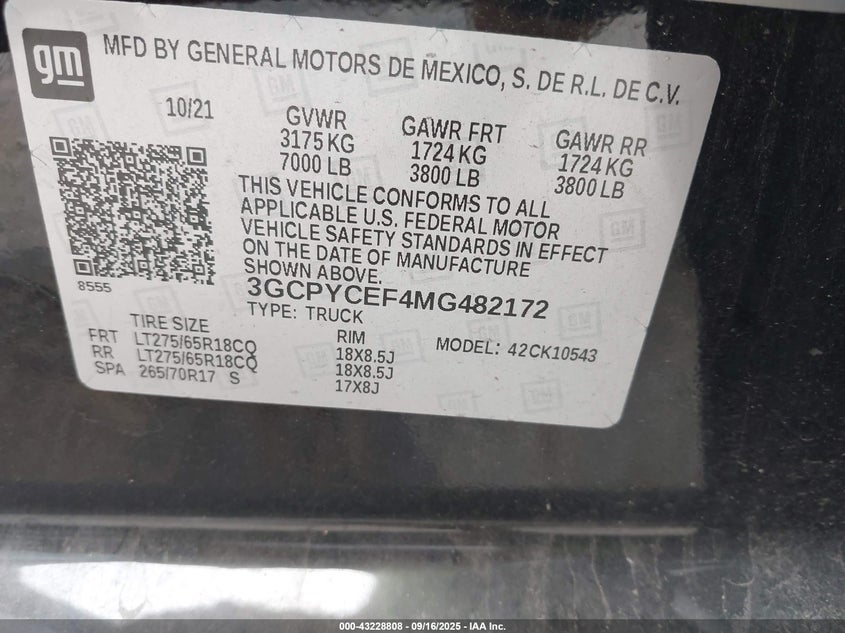 gm
MFD BY GENERAL MOTORS DE MEXICO, S. DE R.L. DE C.V.
10/21
GVWR
3175 KG
7000 LB
GAWR FRT
1724 KG
3800 LB
GAWR RR
1724 KG
3800 LB
THIS VEHICLE CONFORMS TO ALL
APPLICABLE U.S. FEDERAL MOTOR
VEHICLE SAFETY STANDARDS IN EFFECT
ON THE DATE OF MANUFACTURE
SHOWN ABOVE.
8555
3GCPYCEF4MG482172
TYPE: TRUCK
TIRE SIZE
FRT LT275/65R18CQ
RR LT275/65R18CQ
SPA 265/70R17 S
RIM
18X8.5J
18X8.5J
17X8J
MODEL: 42CK10543
000-43228808 - 09/16/2025 - IAA Inc.